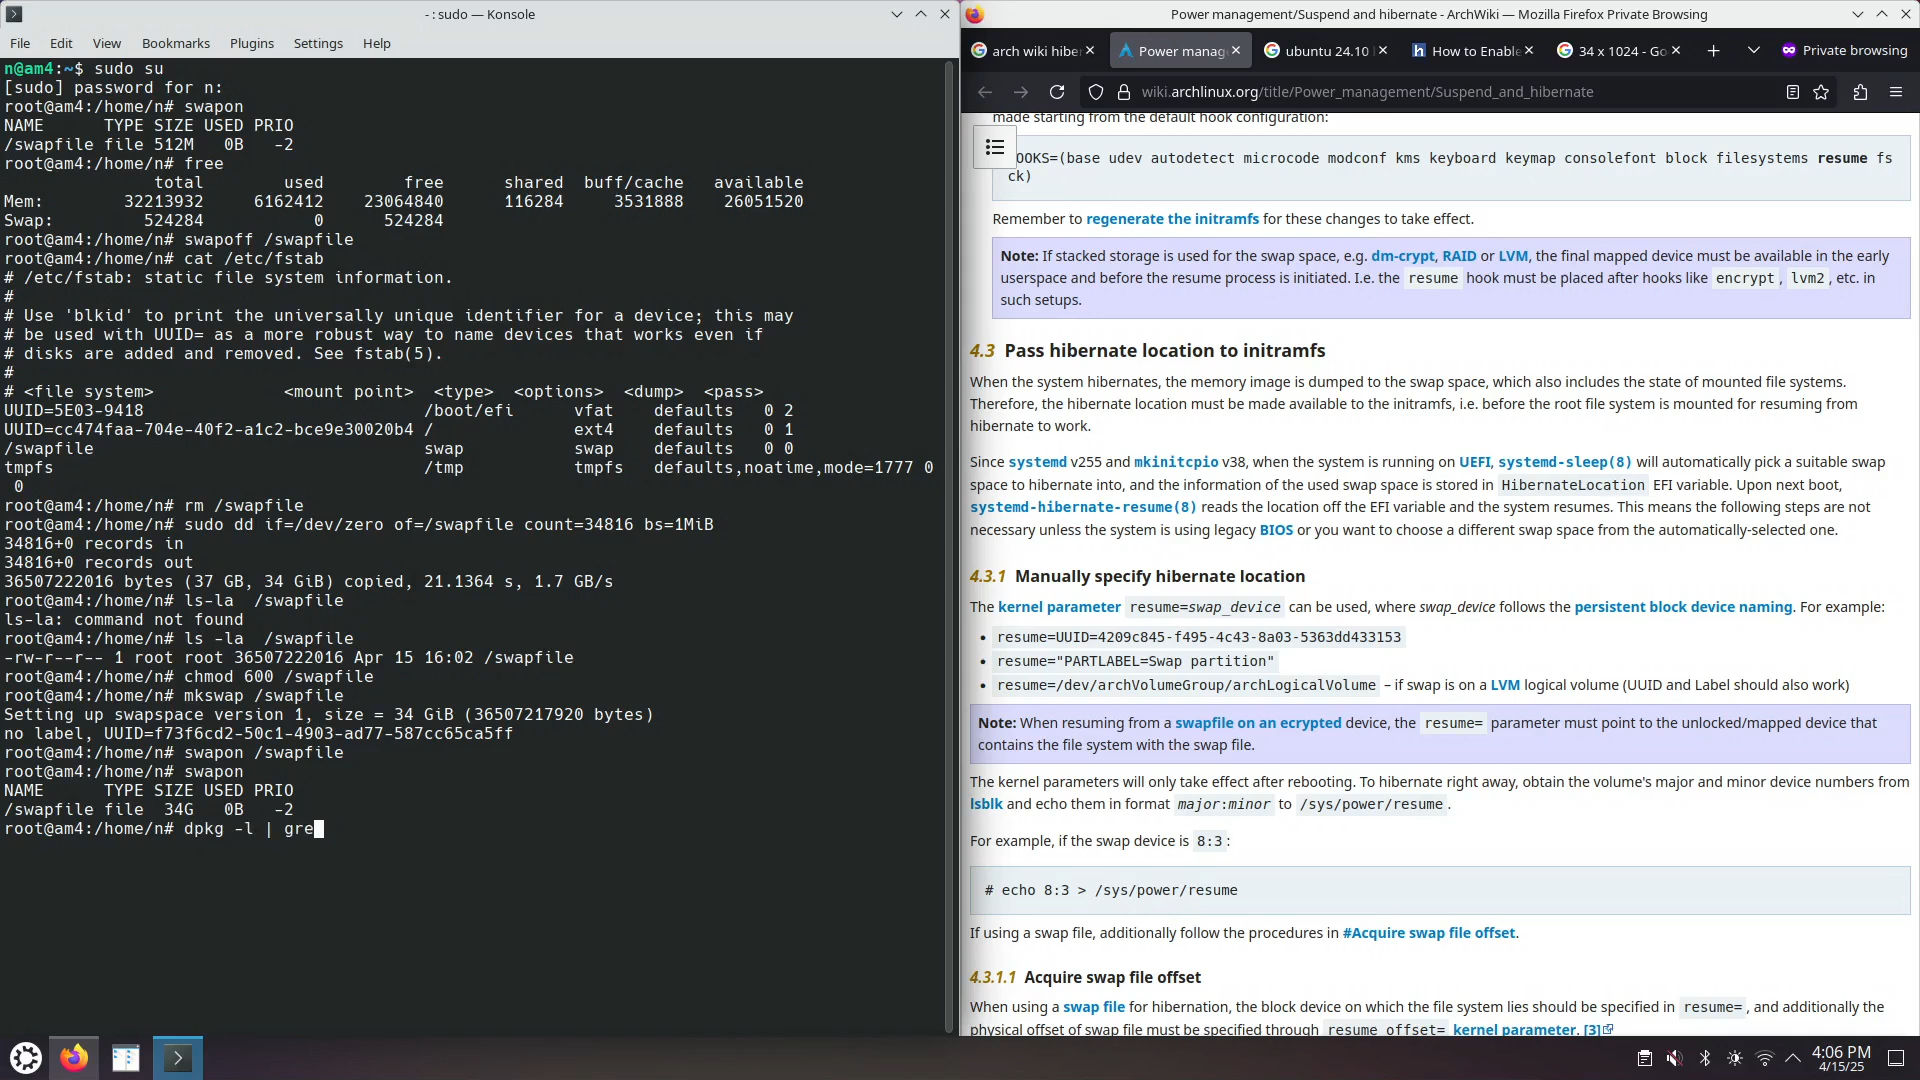 - : sudo — Konsole
File Edit View Bookmarks Plugins Settings Help
n@am4:~$ sudo su
[sudo] password for n:
root@am4:/home/n# swapon
NAME      TYPE SIZE USED PRIO
/swapfile file 512M   0B   -2
root@am4:/home/n# free
               total        used        free      shared  buff/cache   available
Mem:        32213932     6162412    23064840      116284     3531888    26051520
Swap:         524284           0      524284
root@am4:/home/n# swapoff /swapfile
root@am4:/home/n# cat /etc/fstab
# /etc/fstab: static file system information.
#
# Use 'blkid' to print the universally unique identifier for a device; this may
# be used with UUID= as a more robust way to name devices that works even if
# disks are added and removed. See fstab(5).
#
# <file system>             <mount point>  <type>  <options>  <dump>  <pass>
UUID=5E03-9418                            /boot/efi      vfat    defaults   0 2
UUID=cc474faa-704e-40f2-a1c2-bce9e30020b4 /              ext4    defaults   0 1
/swapfile                                 swap           swap    defaults   0 0
tmpfs                                     /tmp           tmpfs   defaults,noatime,mode=1777 0
 0
root@am4:/home/n# rm /swapfile
root@am4:/home/n# sudo dd if=/dev/zero of=/swapfile count=34816 bs=1MiB
34816+0 records in
34816+0 records out
36507222016 bytes (37 GB, 34 GiB) copied, 21.1364 s, 1.7 GB/s
root@am4:/home/n# ls-la  /swapfile
ls-la: command not found
root@am4:/home/n# ls -la  /swapfile
-rw-r--r-- 1 root root 36507222016 Apr 15 16:02 /swapfile
root@am4:/home/n# chmod 600 /swapfile
root@am4:/home/n# mkswap /swapfile
Setting up swapspace version 1, size = 34 GiB (36507217920 bytes)
no label, UUID=f73f6cd2-50c1-4903-ad77-587cc65ca5ff
root@am4:/home/n# swapon /swapfile
root@am4:/home/n# swapon
NAME      TYPE SIZE USED PRIO
/swapfile file  34G   0B   -2
root@am4:/home/n# dpkg -l | gre
Power management/Suspend and hibernate - ArchWiki — Mozilla Firefox Private Browsing
arch wiki hiber Power manag ubuntu 24.10 How to Enable 34 x 1024 - Go Private browsing
wiki.archlinux.org/title/Power_management/Suspend_and_hibernate
made starting from the default hook configuration:
OOKS=(base udev autodetect microcode modconf kms keyboard keymap consolefont block filesystems resume fs
ck)
Remember to regenerate the initramfs for these changes to take effect.
Note: If stacked storage is used for the swap space, e.g. dm-crypt, RAID or LVM, the final mapped device must be available in the early
userspace and before the resume process is initiated. I.e. the resume hook must be placed after hooks like encrypt, lvm2, etc. in
such setups.
4.3 Pass hibernate location to initramfs
When the system hibernates, the memory image is dumped to the swap space, which also includes the state of mounted file systems.
Therefore, the hibernate location must be made available to the initramfs, i.e. before the root file system is mounted for resuming from
hibernate to work.
Since systemd v255 and mkinitcpio v38, when the system is running on UEFI, systemd-sleep(8) will automatically pick a suitable swap
space to hibernate into, and the information of the used swap space is stored in HibernateLocation EFI variable. Upon next boot,
systemd-hibernate-resume(8) reads the location off the EFI variable and the system resumes. This means the following steps are not
necessary unless the system is using legacy BIOS or you want to choose a different swap space from the automatically-selected one.
4.3.1 Manually specify hibernate location
The kernel parameter resume=swap_device can be used, where swap_device follows the persistent block device naming. For example:
• resume=UUID=4209c845-f495-4c43-8a03-5363dd433153
• resume="PARTLABEL=Swap partition"
• resume=/dev/archVolumeGroup/archLogicalVolume – if swap is on a LVM logical volume (UUID and Label should also work)
Note: When resuming from a swapfile on an ecrypted device, the resume= parameter must point to the unlocked/mapped device that
contains the file system with the swap file.
The kernel parameters will only take effect after rebooting. To hibernate right away, obtain the volume's major and minor device numbers from
lsblk and echo them in format major:minor to /sys/power/resume.
For example, if the swap device is 8:3:
# echo 8:3 > /sys/power/resume
If using a swap file, additionally follow the procedures in #Acquire swap file offset.
4.3.1.1 Acquire swap file offset
When using a swap file for hibernation, the block device on which the file system lies should be specified in resume=, and additionally the
physical offset of swap file must be specified through resume_offset= kernel parameter. [3]
4:06 PM
4/15/25